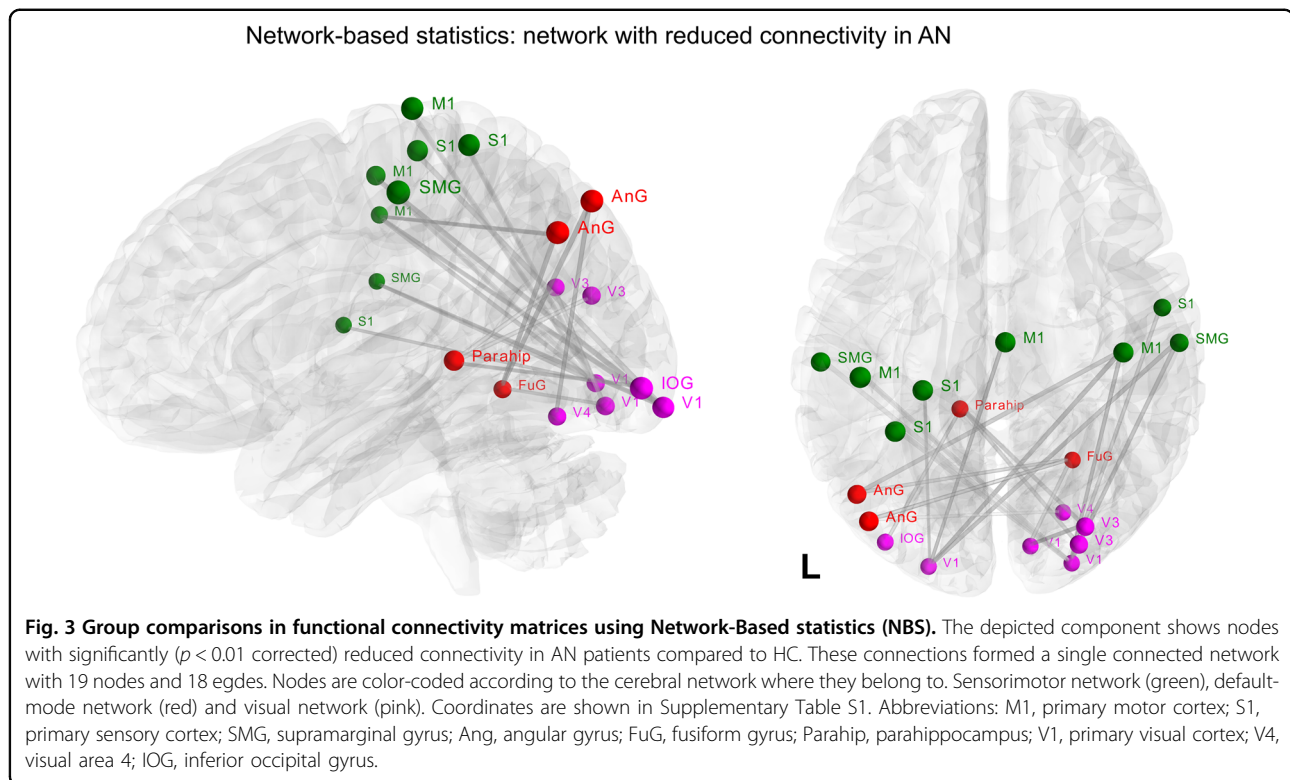 Network-based statistics: network with reduced connectivity in AN
M1
S1
S1
M1
SMG
M1
AnG
AnG
SMG
V3
V3
S1
Parahip
FuG
V1
IOG
V4
V1
V1
S1
M1
SMG
M1
SMG
M1
S1
Parahip
S1
FuG
AnG
V4
AnG
V3
IOG
V1
V3
V1
V1
L
Fig. 3 Group comparisons in functional connectivity matrices using Network-Based statistics (NBS). The depicted component shows nodes
with significantly (p < 0.01 corrected) reduced connectivity in AN patients compared to HC. These connections formed a single connected network
with 19 nodes and 18 egdes. Nodes are color-coded according to the cerebral network where they belong to. Sensorimotor network (green), default-
mode network (red) and visual network (pink). Coordinates are shown in Supplementary Table S1. Abbreviations: M1, primary motor cortex; S1,
primary sensory cortex; SMG, supramarginal gyrus; Ang, angular gyrus; FuG, fusiform gyrus; Parahip, parahippocampus; V1, primary visual cortex; V4,
visual area 4; IOG, inferior occipital gyrus.